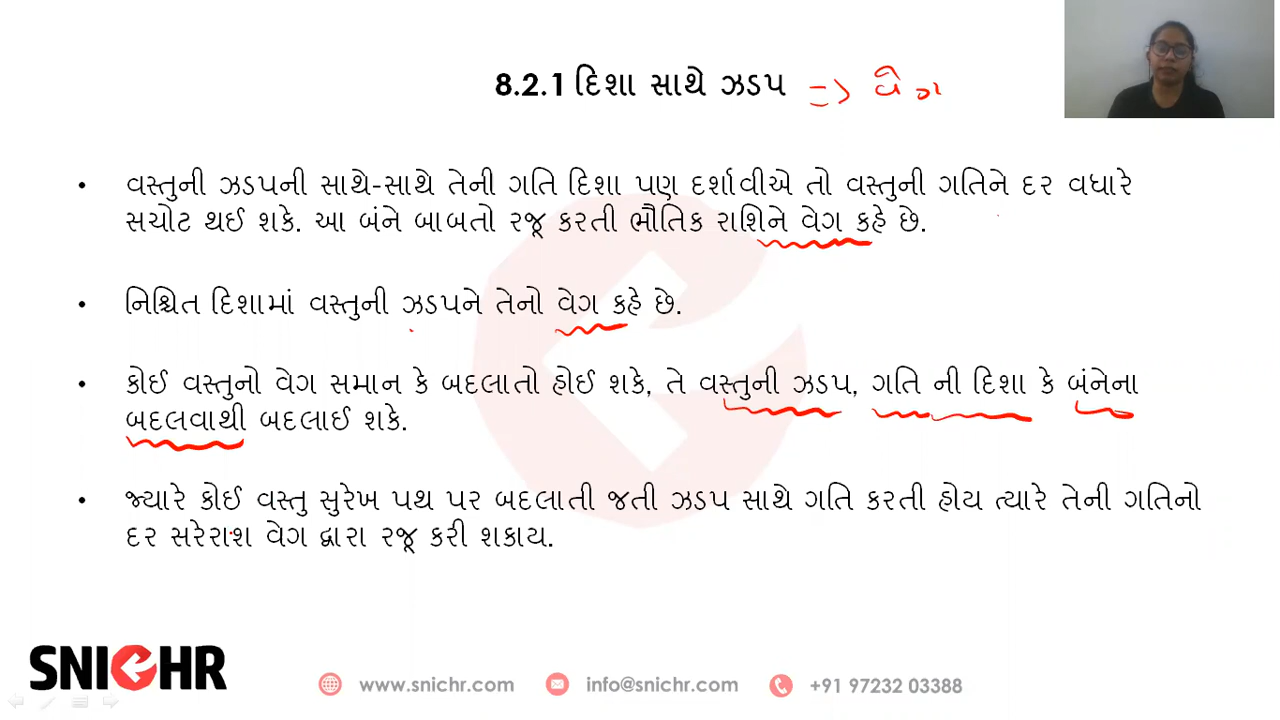 8.2.1 દિશા સાથે ઝડપ => વેગ
• વસ્તુની ઝડપની સાથે-સાથે તેની ગતિ દિશા પણ દર્શાવીએ તો વસ્તુની ગતિને દર વધારે
સચોટ થઈ શકે. આ બંને બાબતો રજૂ કરતી ભૌતિક રાશિને વેગ કહે છે.
• નિશ્ચિત દિશામાં વસ્તુની ઝડપને તેનો વેગ કહે છે.
• કોઈ વસ્તુનો વેગ સમાન કે બદલાતો હોઈ શકે, તે વસ્તુની ઝડપ, ગતિ ની દિશા કે બંનેના
બદલવાથી બદલાઈ શકે.
• જ્યારે કોઈ વસ્તુ સુરેખ પથ પર બદલાતી જતી ઝડપ સાથે ગતિ કરતી હોય ત્યારે તેની ગતિનો
દર સરેરાશ વેગ દ્વારા રજૂ કરી શકાય.
SNICHR
www.snichr.com info@snichr.com +91 97232 03388